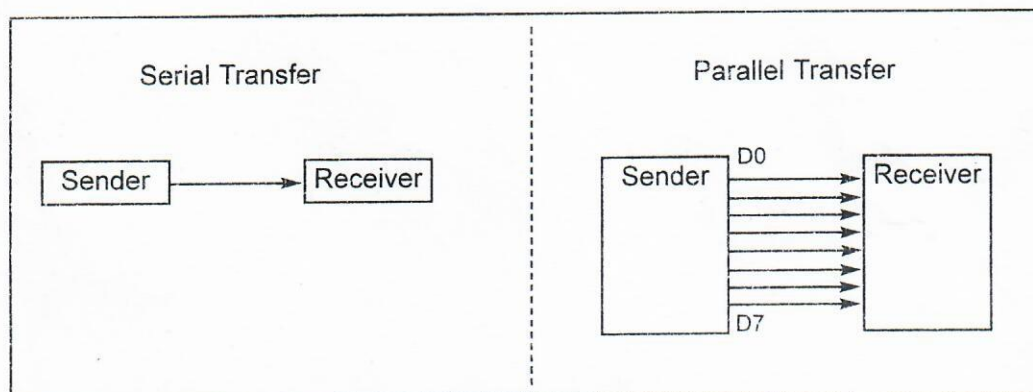 Serial Transfer
Sender
Receiver
Parallel Transfer
D0
Sender
Receiver
D7